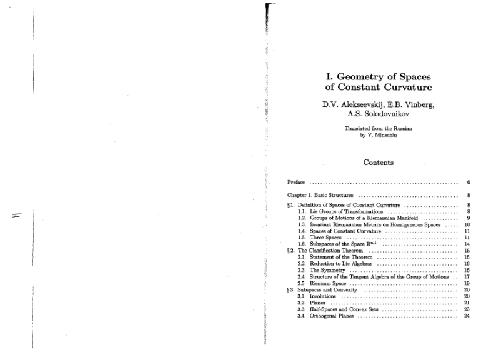 I. Geometry of Spaces
of Constant Curvature
D.V. Alekseevskij, E.B. Vinberg,
A.S. Solodovnikov
Translated from the Russian
by V. Minachin
Contents
Preface ........ 6
Chapter 1. Basic Structures ........ 8
§1. Definition of Spaces of Constant Curvature ........ 8
1.1. Lie Groups of Transformations ........ 8
1.2. Groups of Motions of a Riemannian Manifold ........ 9
1.3. Invariant Riemannian Metrics on Homogeneous Spaces ........ 10
1.4. Spaces of Constant Curvature ........ 11
1.5. Three Spaces ........ 11
1.6. Subspaces of the Space ........ 14
§2. The Classification Theorem ........ 15
2.1. Statement of the Theorem ........ 15
2.2. Reduction to Lie Algebras ........
2.3. The Symmetry ........ 16
2.4. Structure of the Tangent Algebra of the Group of Motions ........ 17
2.5. Riemann Space ........
§3. Subspaces and Convexity ........ 20
3.1. Involutions ........ 20
3.2. Planes ........ 21
3.3. Half-Spaces and Convex Sets ........ 23
3.4. Orthogonal Planes ........ 24